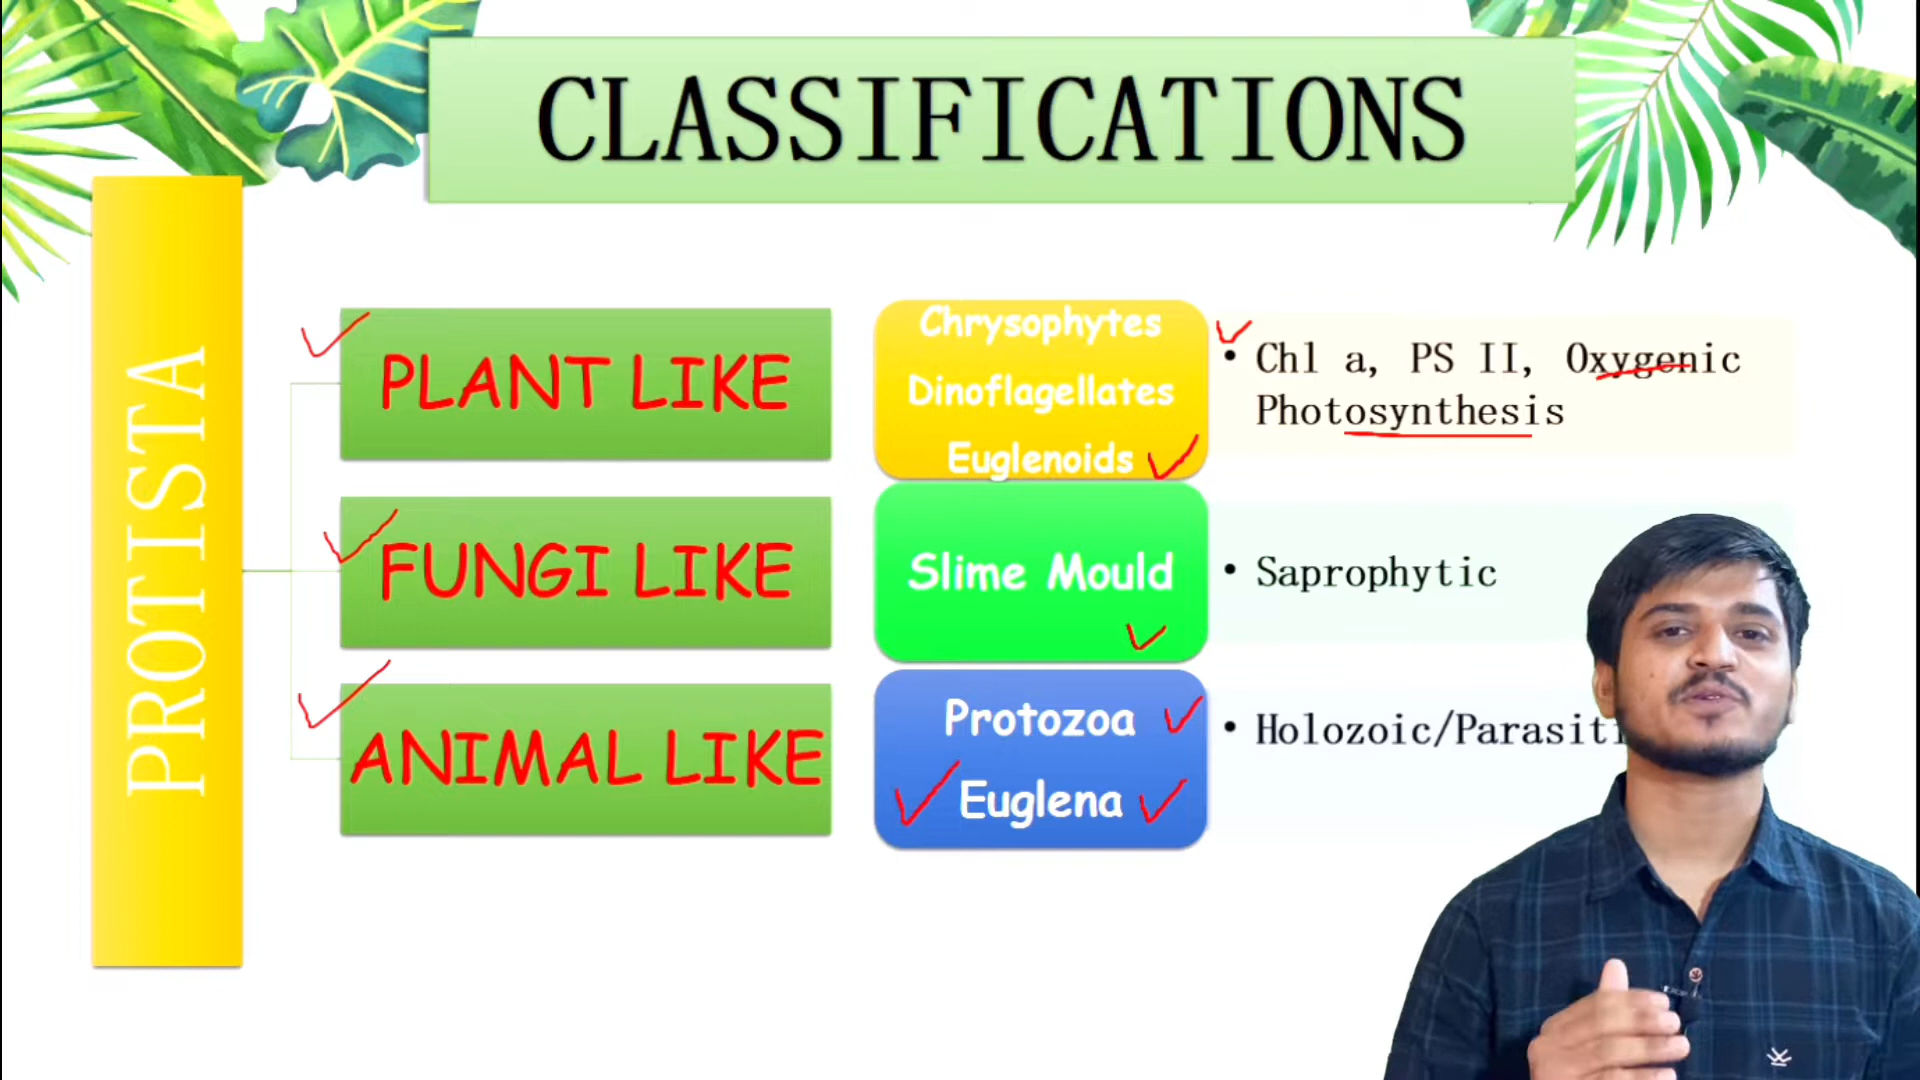 CLASSIFICATIONS
PROTISTA
PLANT LIKE
Chrysophytes
Dinoflagellates
Euglenoids
• Chl a, PS II, Oxygenic
Photosynthesis
FUNGI LIKE
Slime Mould
• Saprophytic
ANIMAL LIKE
Protozoa
Euglena
• Holozoic/Parasiti